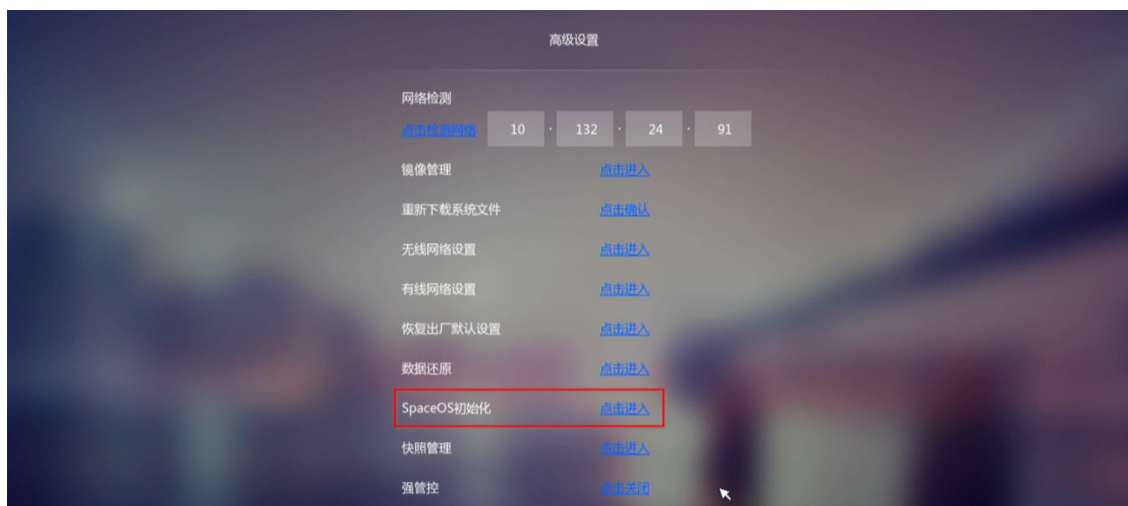 高级设置
网络检测
点击检测网络 10 · 132 · 24 · 91
镜像管理 点击进入
重新下载系统文件 点击确认
无线网络设置 点击进入
有线网络设置 点击进入
恢复出厂默认设置 点击进入
数据还原 点击进入
SpaceOS初始化 点击进入
快照管理 点击进入
强管控 点击关闭